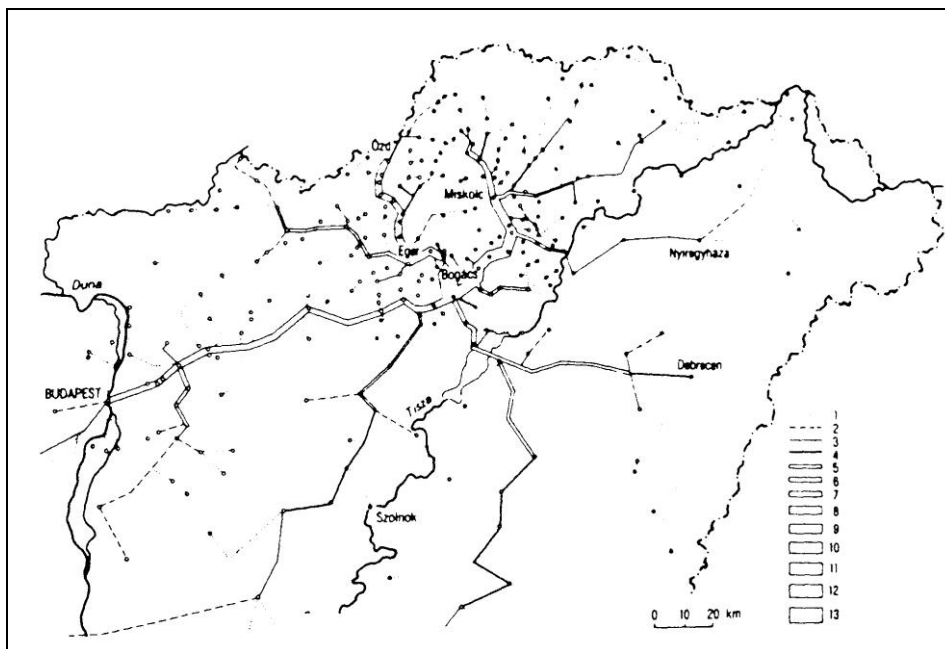 Ózd
Miskolc
Eger
Bogács
Nyíregyháza
Duna
BUDAPEST
Debrecen
Tisza
Szolnok
1
2
3
4
5
6
7
8
9
10
11
12
13
0 10 20 km